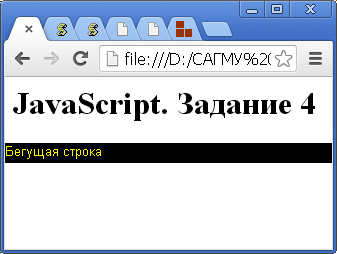 file:///D:/САГМУ%20
JavaScript. Задание 4
Бегущая строка